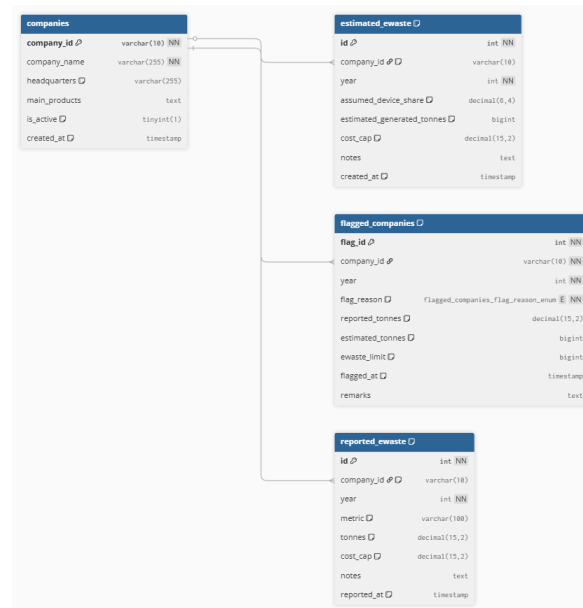 companies
company_id varchar(10) NN
company_name varchar(255) NN
headquarters varchar(255)
main_products text
is_active tinyint(1)
created_at timestamp
estimated_ewaste
id int NN
company_id varchar(10)
year int NN
assumed_device_share decimal(6,4)
estimated_generated_tonnes bigint
cost_cap decimal(15,2)
notes text
created_at timestamp
flagged_companies
flag_id int NN
company_id varchar(10) NN
year int NN
flag_reason flagged_companies_flag_reason_enum E NN
reported_tonnes decimal(15,2)
estimated_tonnes bigint
ewaste_limit bigint
flagged_at timestamp
remarks text
reported_ewaste
id int NN
company_id varchar(10)
year int NN
metric varchar(100)
tonnes decimal(15,2)
cost_cap decimal(15,2)
notes text
reported_at timestamp